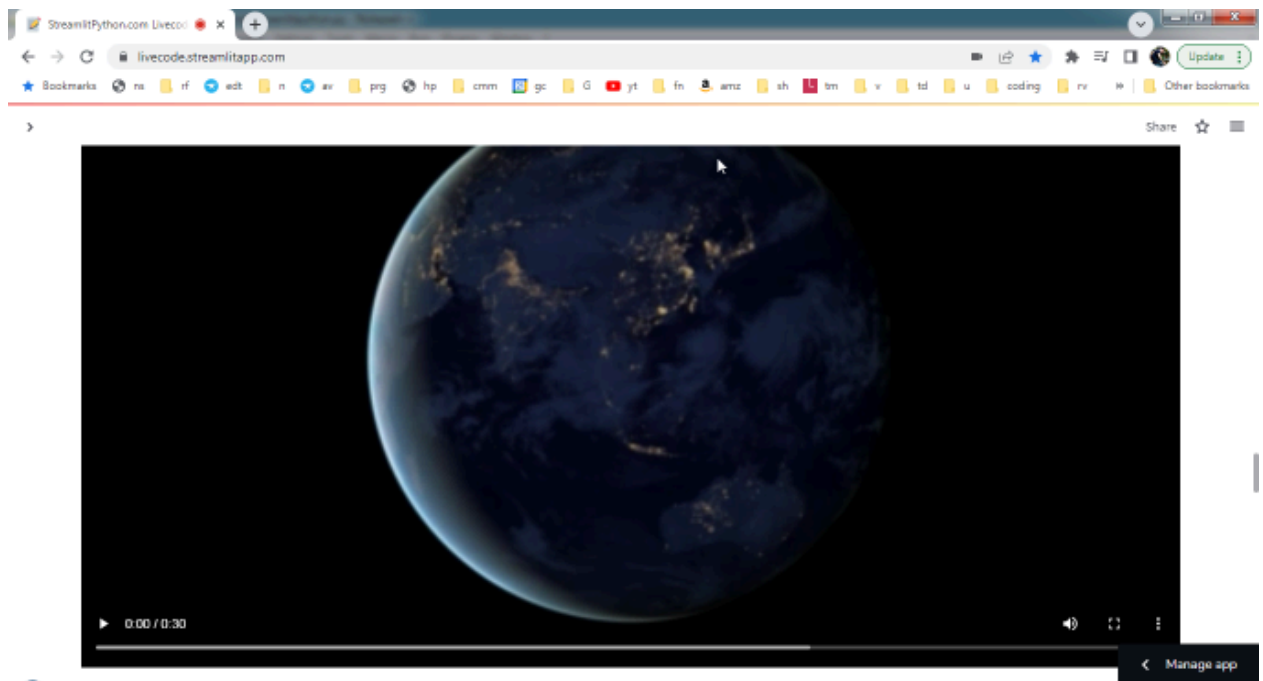 StreamlitPython.com Livecod
livecode.streamlitapp.com
Update
Bookmarks ns rf edt n av prg hp cmm gc G yt fn amz sh tm v td u coding rv Other bookmarks
Share
0:00 / 0:30
Manage app